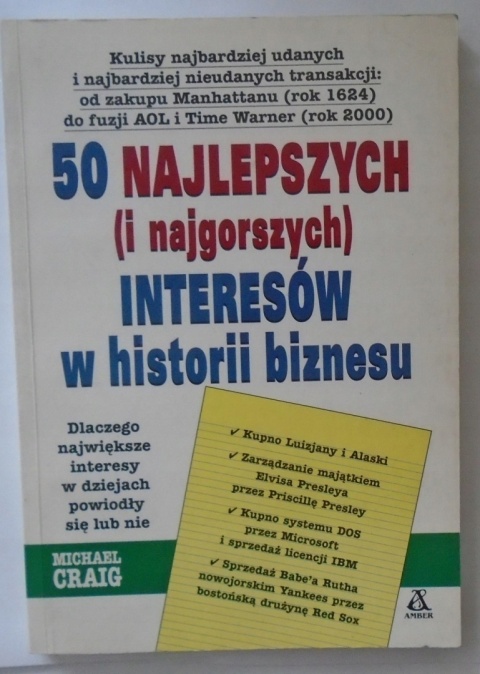 Kulisy najbardziej udanych
i najbardziej nieudanych transakcji:
od zakupu Manhattanu (rok 1624)
do fuzji AOL i Time Warner (rok 2000)
50 NAJLEPSZYCH
(i najgorszych)
INTERESÓW
w historii biznesu
Dlaczego
największe
interesy
w dziejach
powiodły
się lub nie
MICHAEL
CRAIG
✓ Kupno Luizjany i Alaski
✓ Zarządzanie majątkiem
Elvisa Presleya
przez Priscillę Presley
✓ Kupno systemu DOS
przez Microsoft
i sprzedaż licencji IBM
✓ Sprzedaż Babe'a Rutha
nowojorskim Yankees przez
bostońską drużynę Red Sox
AMBER